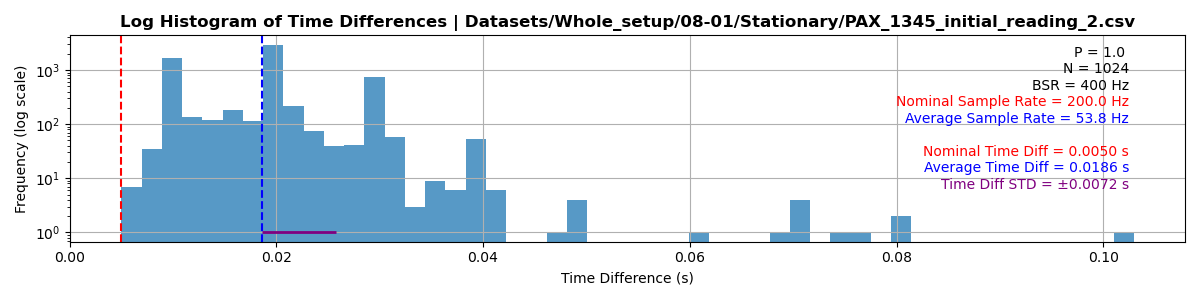 Log Histogram of Time Differences | Datasets/Whole_setup/08-01/Stationary/PAX_1345_initial_reading_2.csv
P = 1.0
N = 1024
BSR = 400 Hz
Nominal Sample Rate = 200.0 Hz
Average Sample Rate = 53.8 Hz
Nominal Time Diff = 0.0050 s
Average Time Diff = 0.0186 s
Time Diff STD = ±0.0072 s
Frequency (log scale)
10³
10²
10¹
10⁰
0.00 0.02 0.04 0.06 0.08 0.10
Time Difference (s)